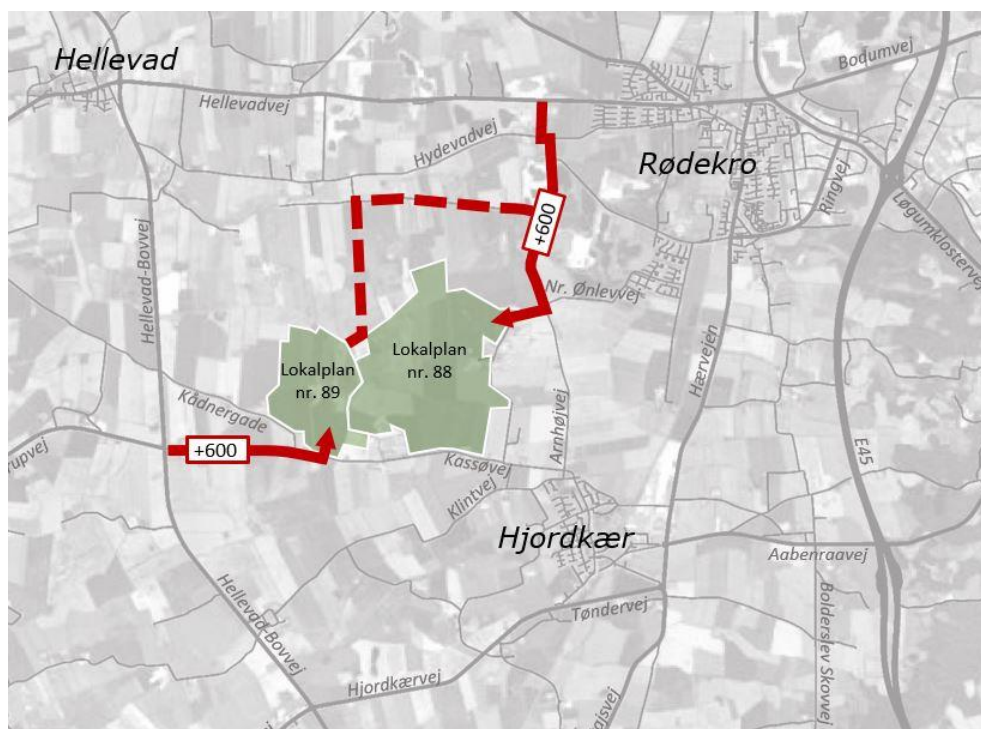 Hellevad
Bodumvej
Hellevadvej
Hydevadvej
Rødekro
Ringvej
Løgumklostervej
+600
Nr. Ønlevvej
Hellevad-Bovvej
Lokalplan
nr. 88
Lokalplan
nr. 89
Hærvejen
Kådnergade
Arnhøjvej
E45
+600
Kassøvej
rupvej
Klintvej
Hjordkær
Aabenraavej
Hellevad-Bovvej
Tøndervej
Bolderslev Skovvej
Hjordkærvej
ajsvej